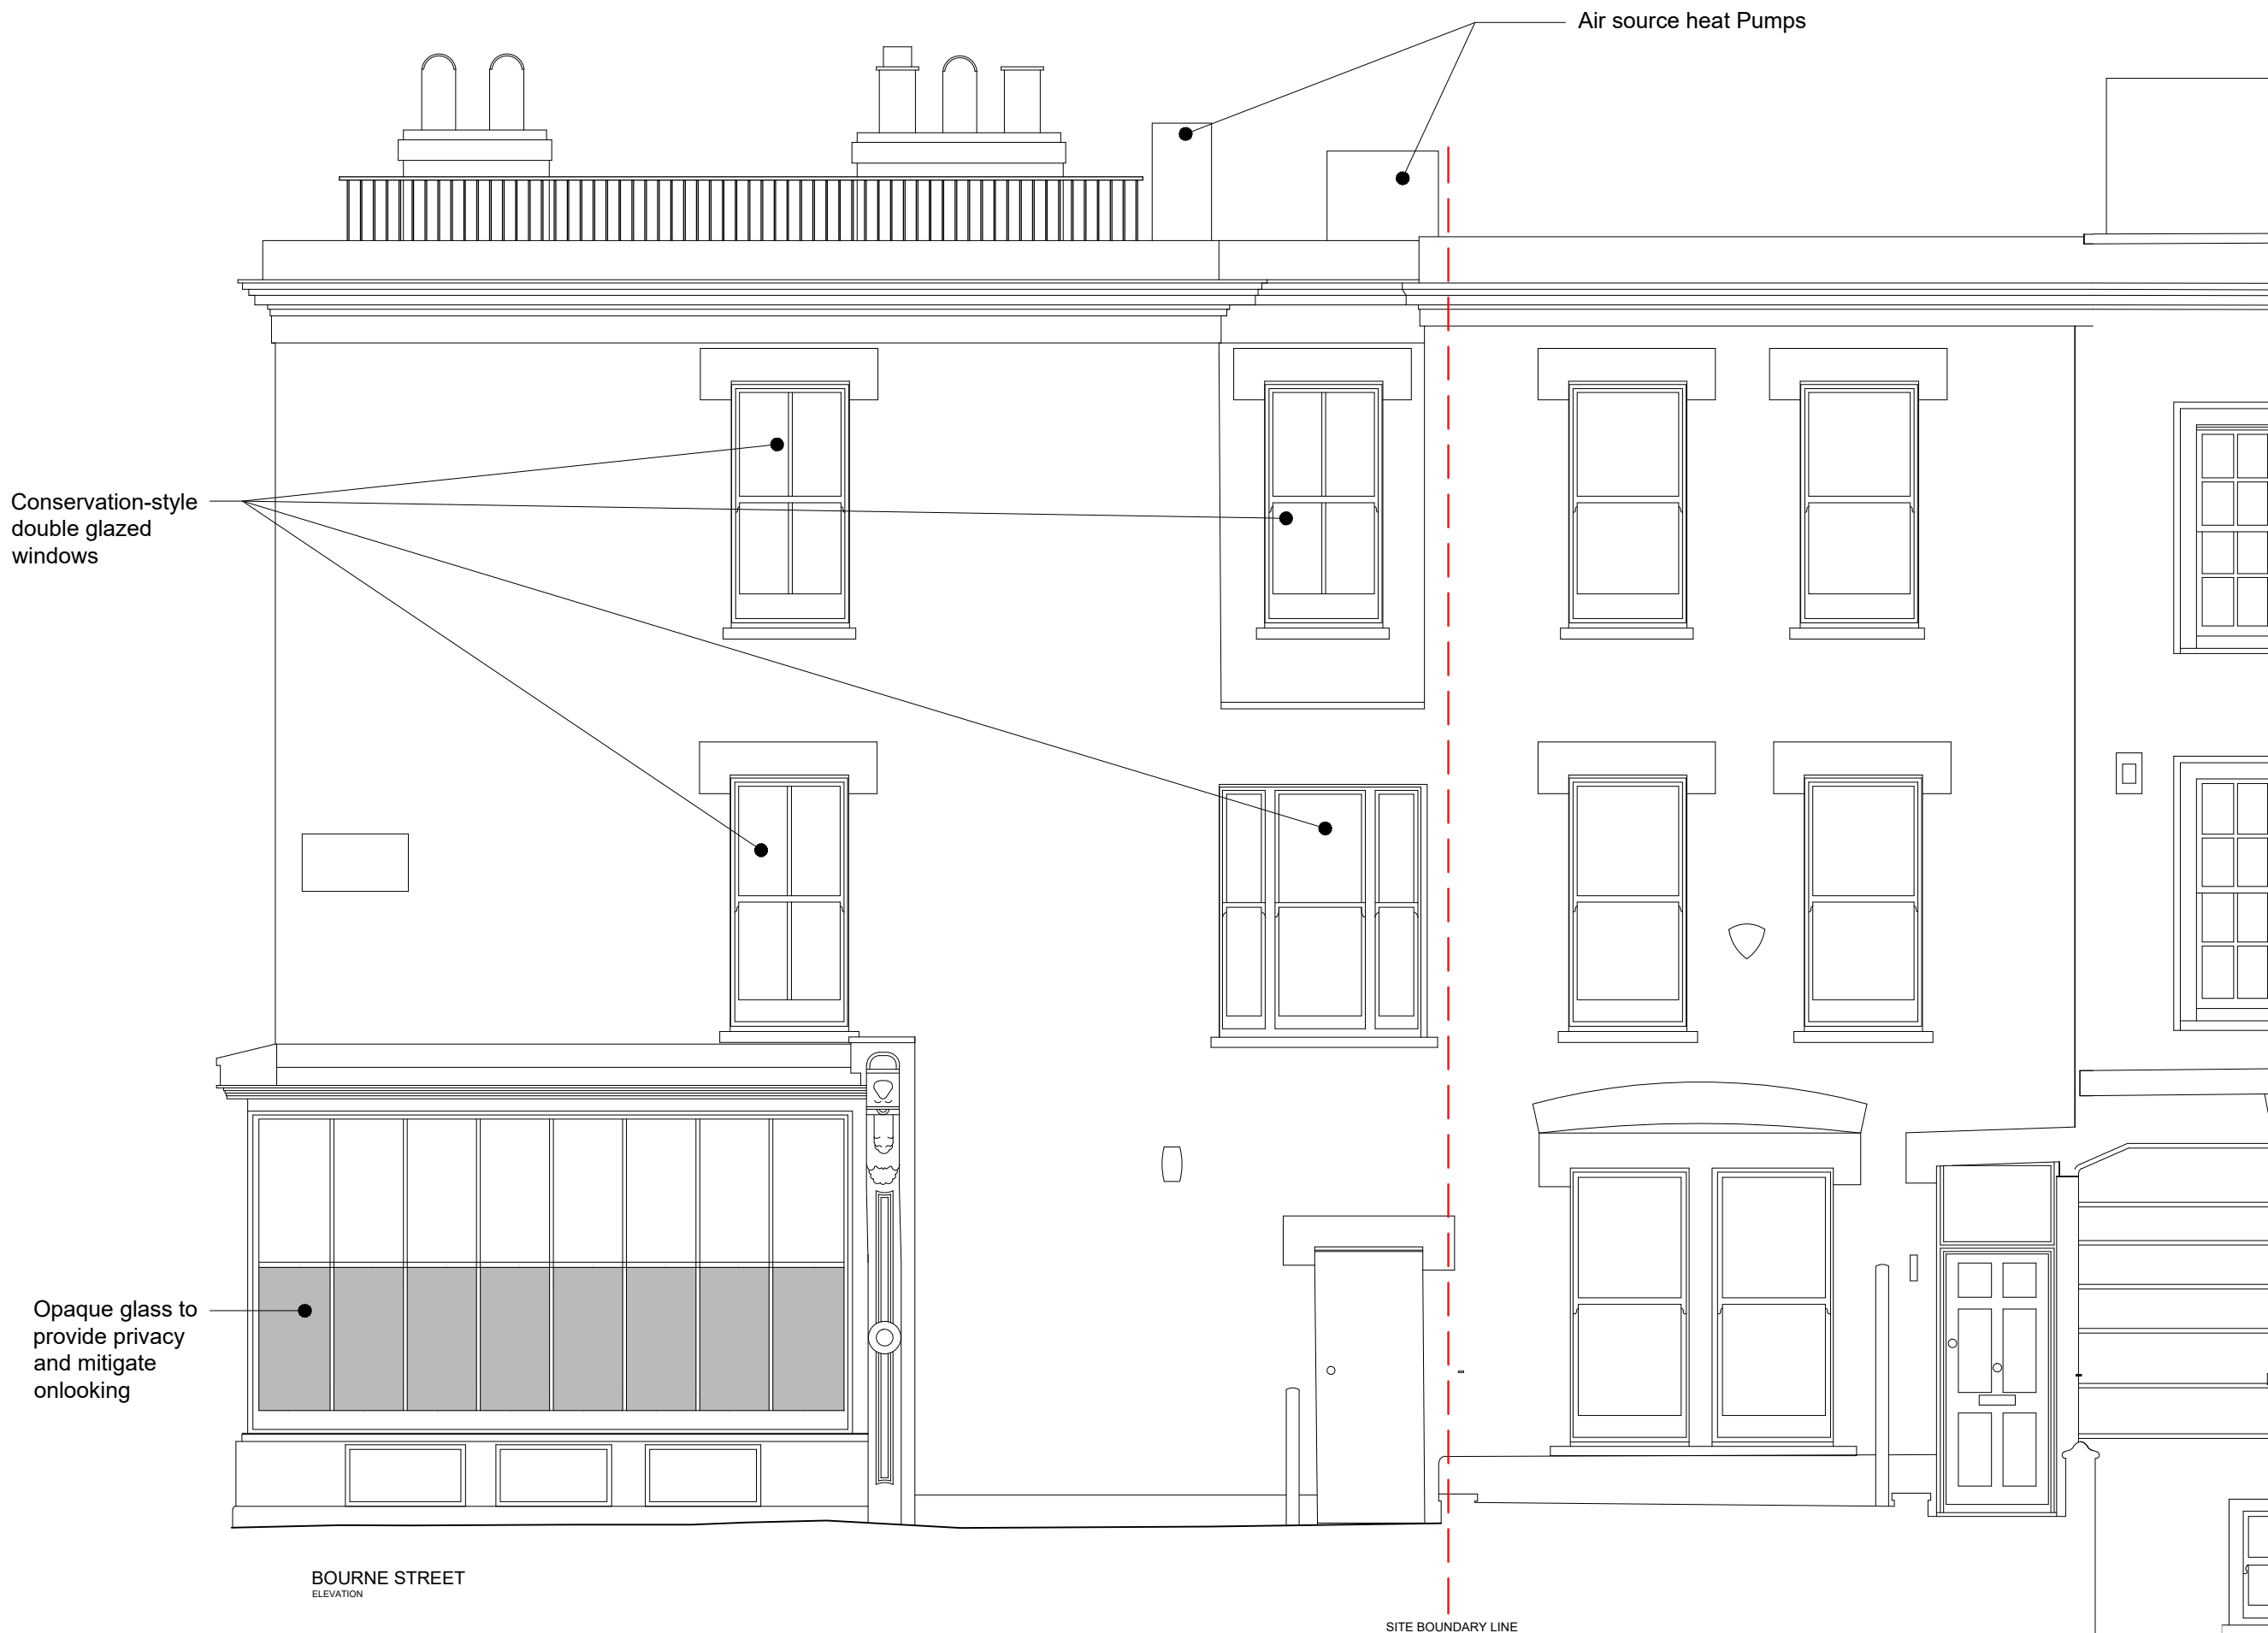 Air source heat Pumps
Conservation-style
double glazed
windows
Opaque glass to
provide privacy
and mitigate
onlooking
BOURNE STREET
ELEVATION
SITE BOUNDARY LINE